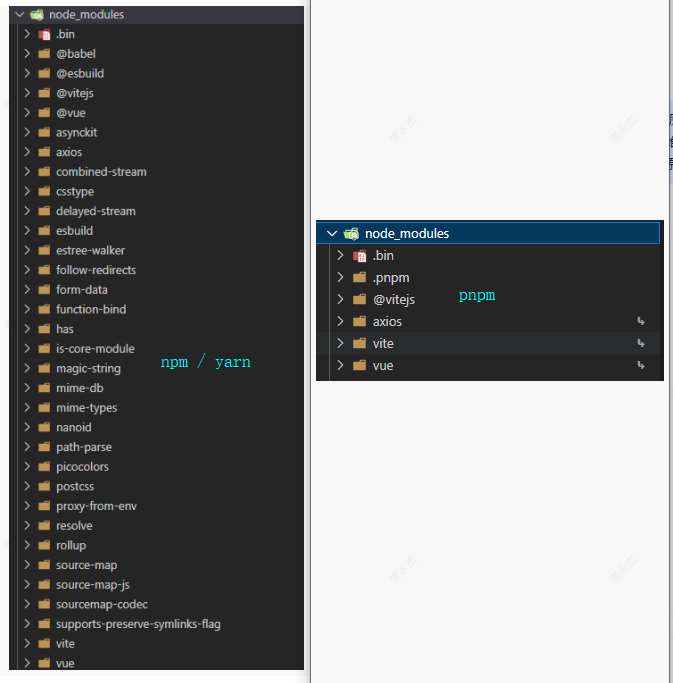 node_modules
.bin
@babel
@esbuild
@vitejs
@vue
asynckit
axios
combined-stream
csstype
delayed-stream
esbuild
estree-walker
follow-redirects
form-data
function-bind
has
is-core-module
magic-string
mime-db
mime-types
nanoid
path-parse
picocolors
postcss
proxy-from-env
resolve
rollup
source-map
source-map-js
sourcemap-codec
supports-preserve-symlinks-flag
vite
vue
npm / yarn
node_modules
.bin
.pnpm
@vitejs
axios
vite
vue
pnpm